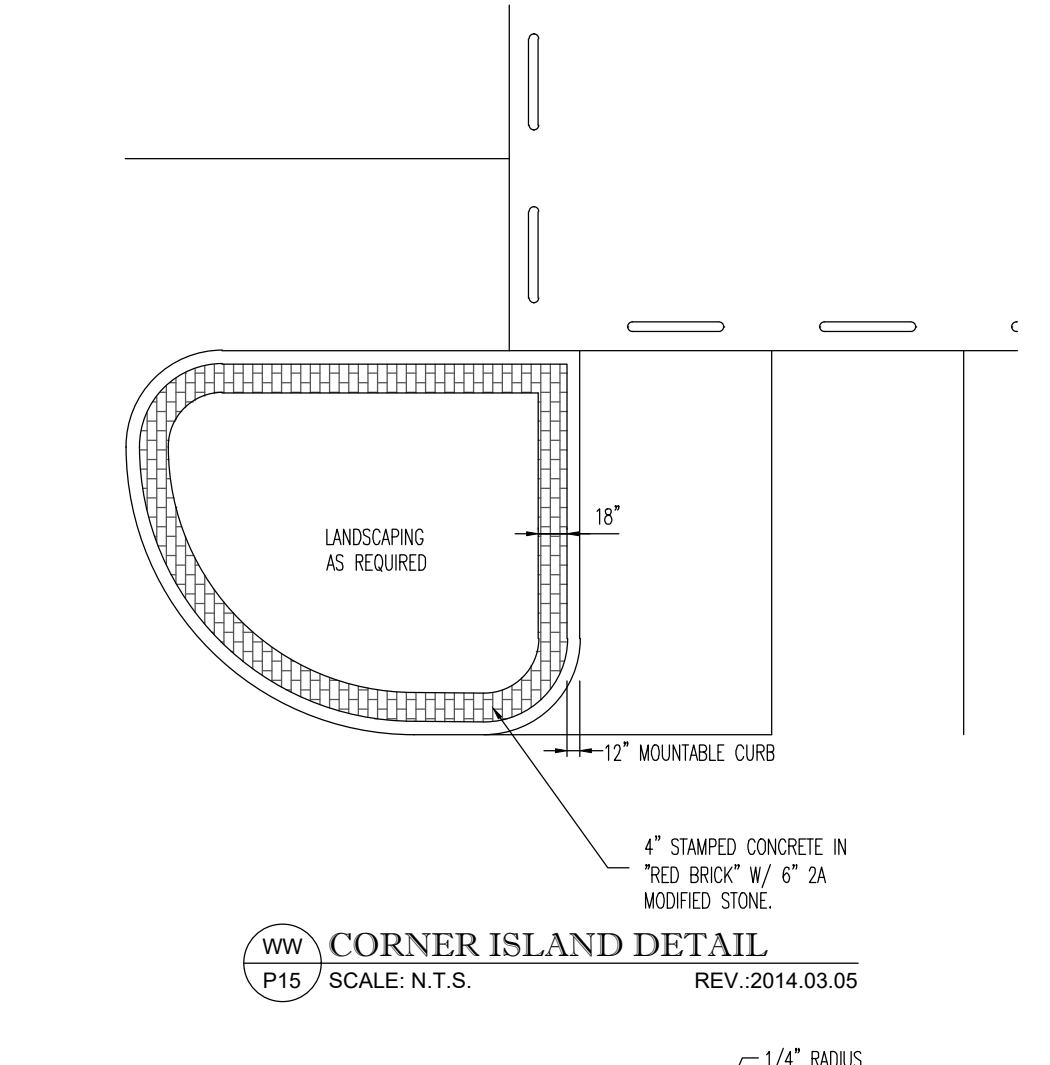 18"
LANDSCAPING
AS REQUIRED
12" MOUNTABLE CURB
4" STAMPED CONCRETE IN
"RED BRICK" W/ 6" 2A
MODIFIED STONE.
WW
CORNER ISLAND DETAIL
P15
SCALE: N.T.S.
REV.:2014.03.05
1/4" RADIUS